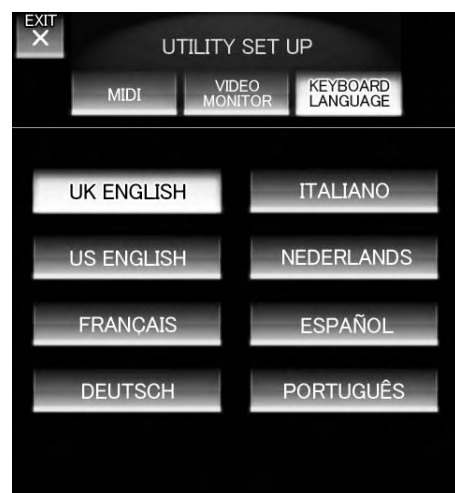 EXIT
×
UTILITY SET UP
MIDI
VIDEO
MONITOR
KEYBOARD
LANGUAGE
UK ENGLISH
ITALIANO
US ENGLISH
NEDERLANDS
FRANÇAIS
ESPAÑOL
DEUTSCH
PORTUGUÊS